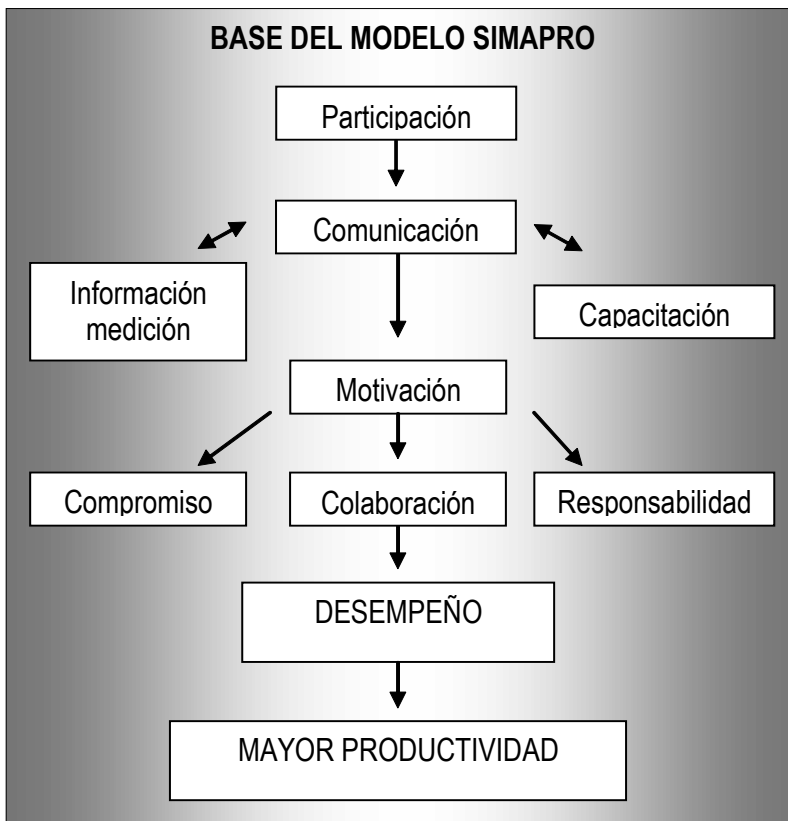 BASE DEL MODELO SIMAPRO
Participación
Comunicación
Información
medición
Capacitación
Motivación
Compromiso
Colaboración
Responsabilidad
DESEMPEÑO
MAYOR PRODUCTIVIDAD